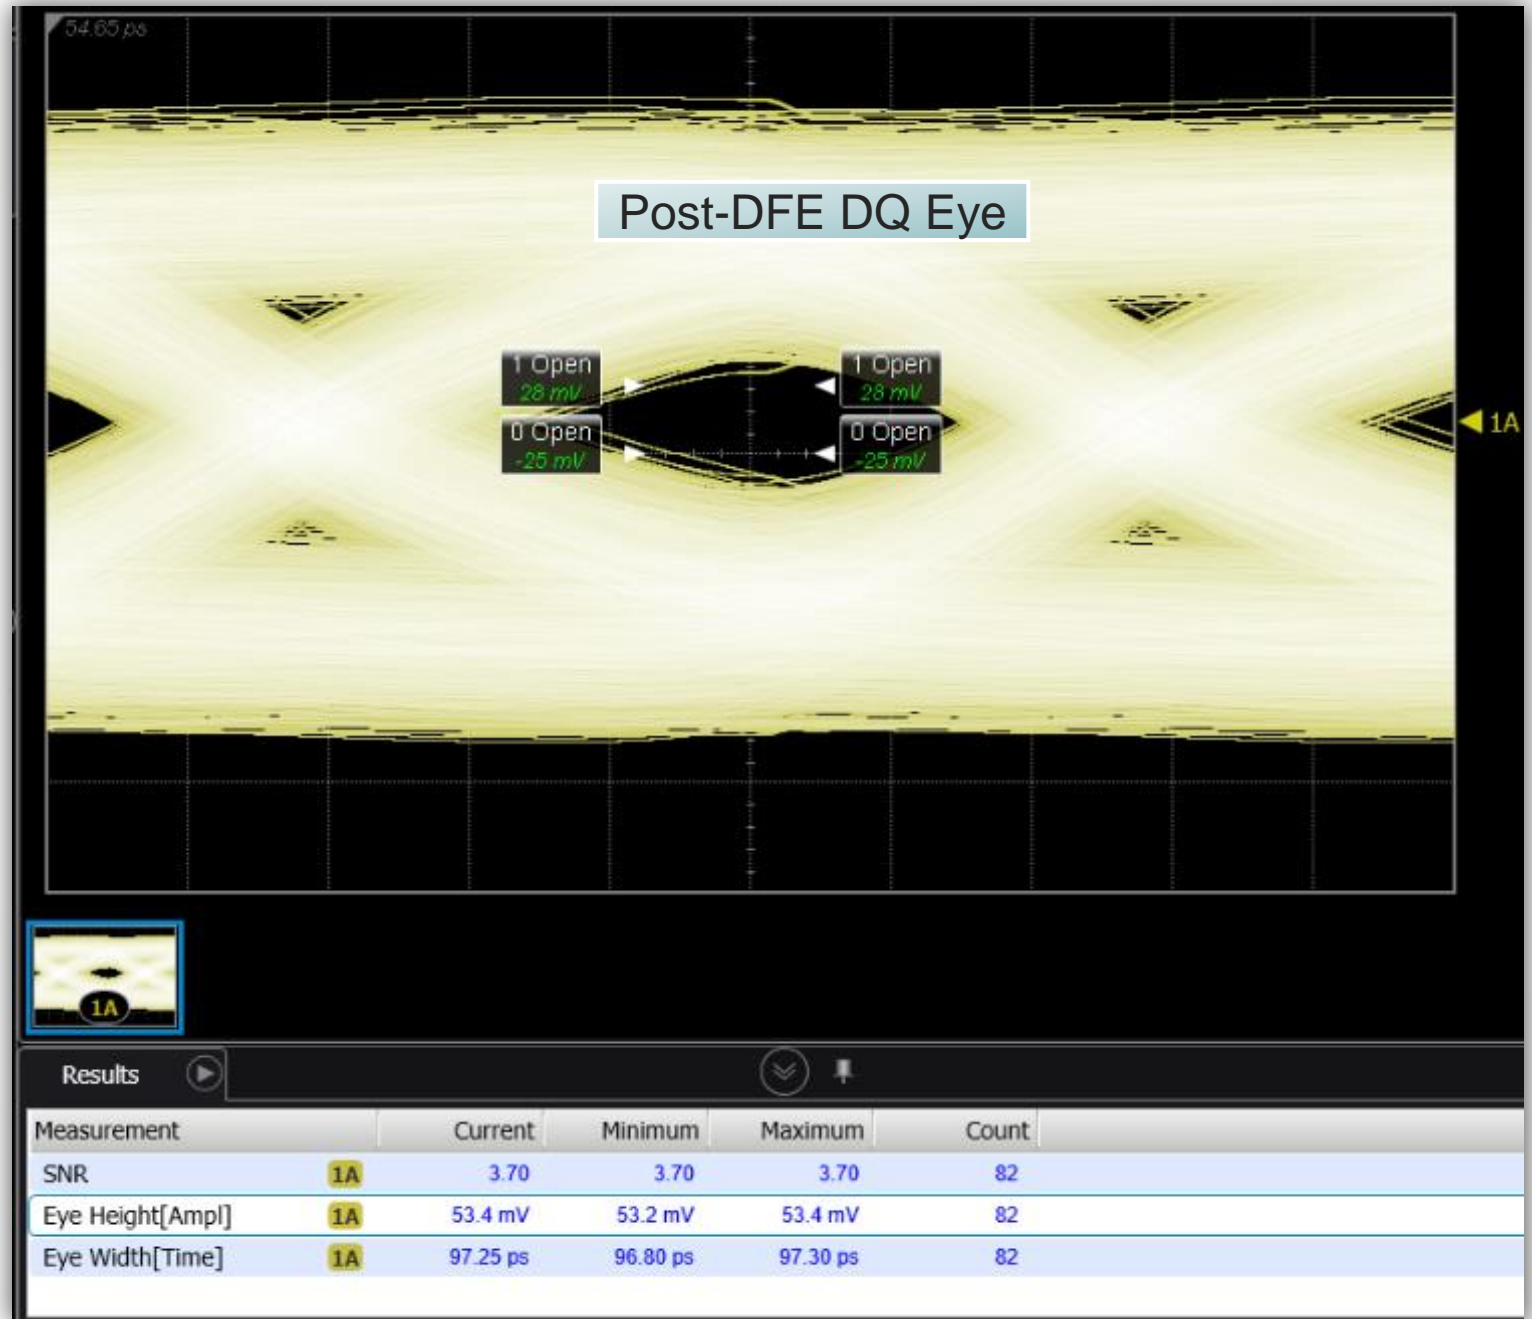 54.65 ps
Post-DFE DQ Eye
1 Open
28 mV
1 Open
28 mV
0 Open
-25 mV
0 Open
-25 mV
1A
1A
Results
Measurement Current Minimum Maximum Count
SNR 1A 3.70 3.70 3.70 82
Eye Height[Ampl] 1A 53.4 mV 53.2 mV 53.4 mV 82
Eye Width[Time] 1A 97.25 ps 96.80 ps 97.30 ps 82